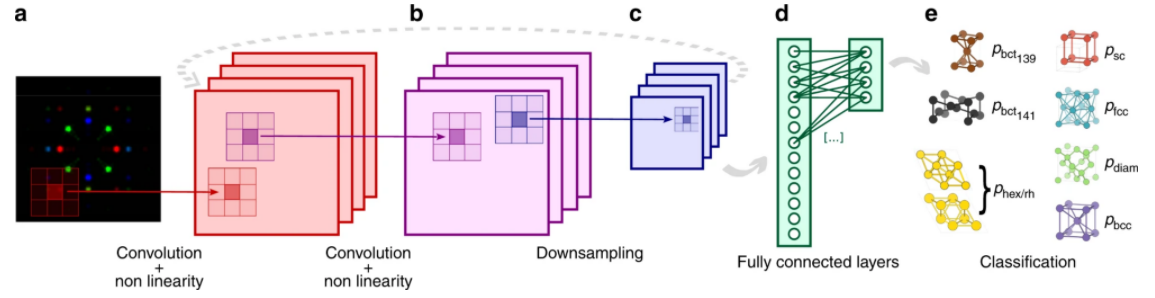 a
b
c
d
e
p_bct139
p_sc
p_bct141
p_fcc
[...]
p_diam
p_hex/rh
p_bcc
Convolution
+
non linearity
Convolution
+
non linearity
Downsampling
Fully connected layers
Classification